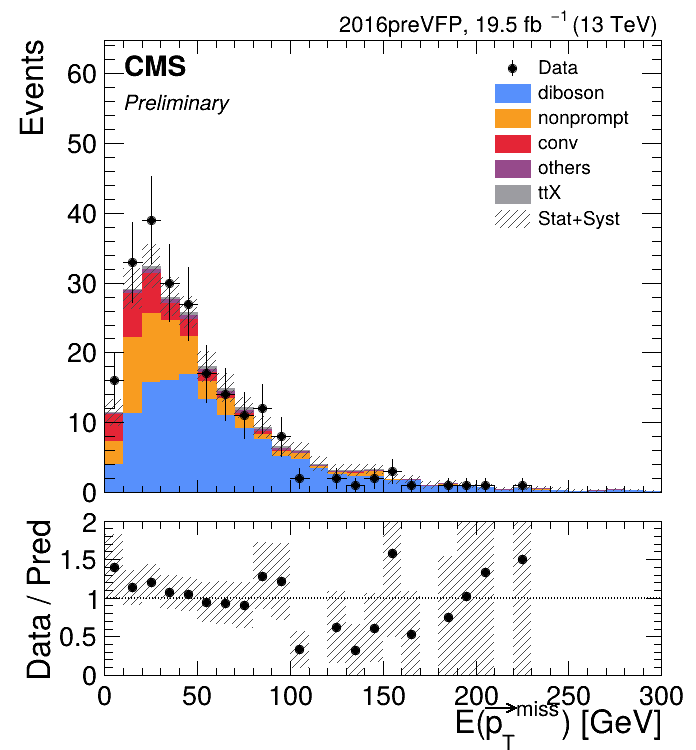 2016preVFP, 19.5 fb⁻¹ (13 TeV)
CMS
Preliminary
Events
60
50
40
30
20
10
0
Data
diboson
nonprompt
conv
others
ttX
Stat+Syst
Data / Pred
2
1.5
1
0.5
0
0 50 100 150 200 250 300
E(p⃗_T^miss) [GeV]